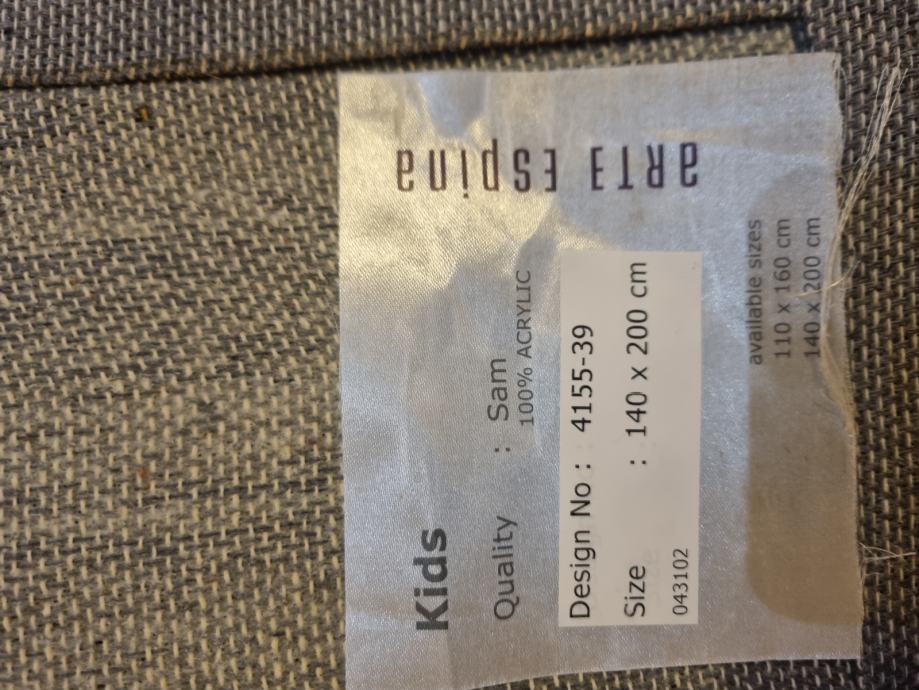 arte Espina
Kids
Quality : Sam
100% ACRYLIC
Design No : 4155-39
Size : 140 x 200 cm
043102
available sizes
110 x 160 cm
140 x 200 cm